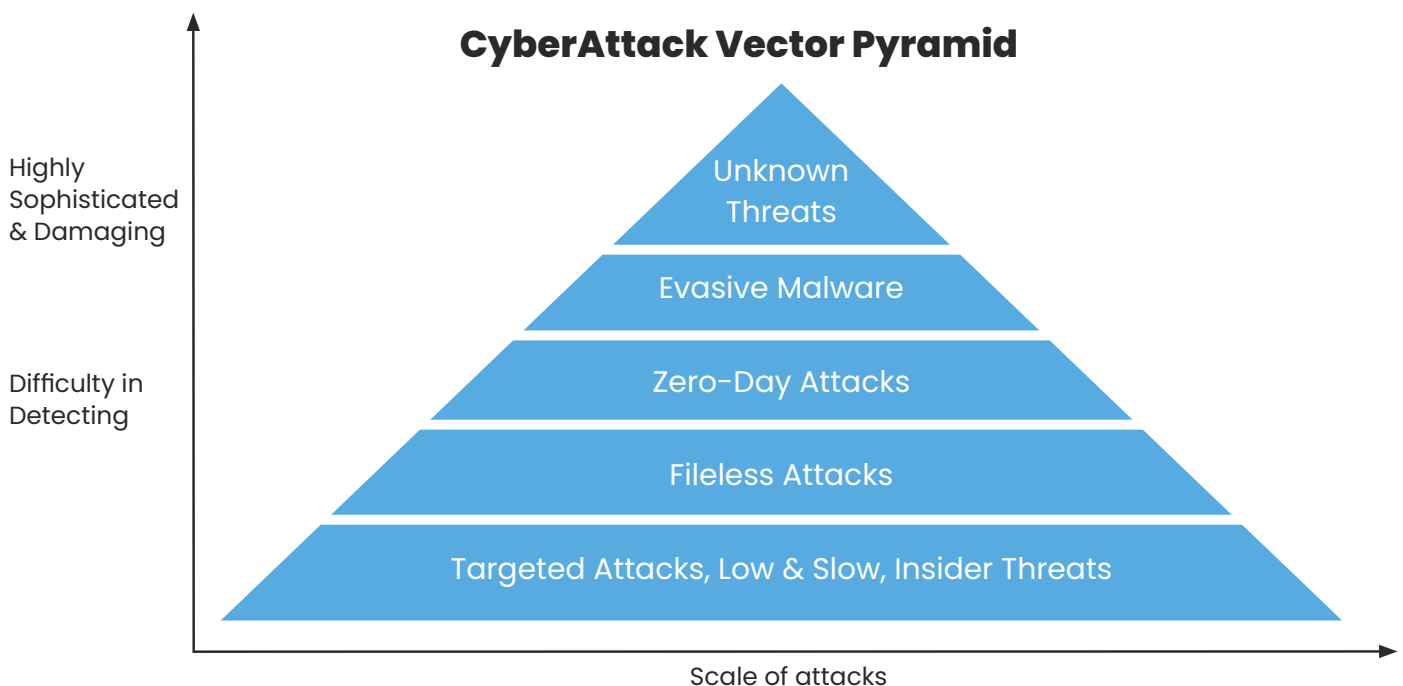 CyberAttack Vector Pyramid
Highly
Sophisticated
& Damaging
Difficulty in
Detecting
Unknown
Threats
Evasive Malware
Zero-Day Attacks
Fileless Attacks
Targeted Attacks, Low & Slow, Insider Threats
Scale of attacks